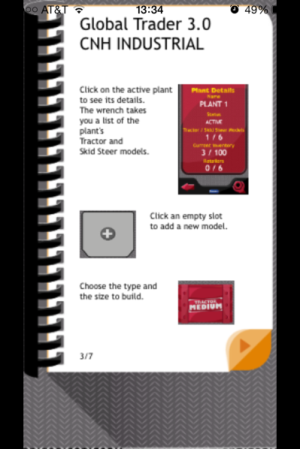 AT&T 13:34 49%
Global Trader 3.0
CNH INDUSTRIAL
Click on the active plant
to see its details.
The wrench takes
you a list of the
plant's
Tractor and
Skid Steer models.
Plant Details
Name
PLANT 1
Status
ACTIVE
Tractor / Skid Steer Models
1 / 6
Current Inventory
3 / 100
Retailers
0 / 6
Click an empty slot
to add a new model.
Choose the type and
the size to build.
TRACTOR
MEDIUM
3/7